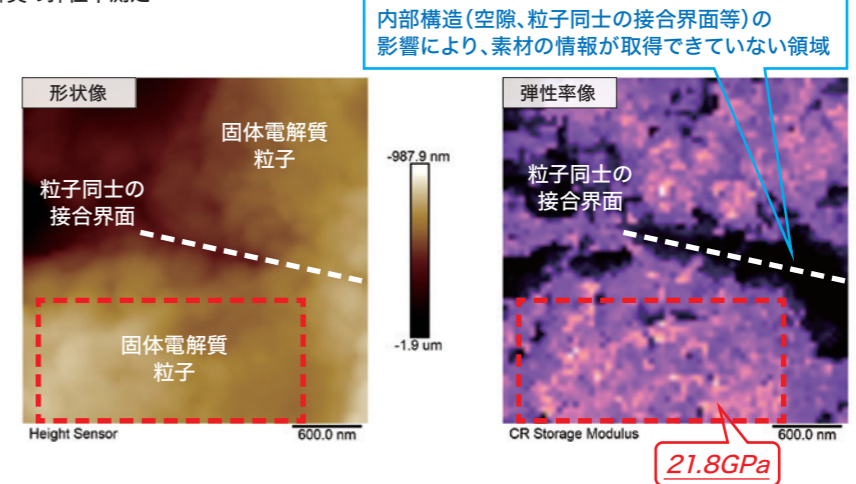 内部構造(空隙、粒子同士の接合界面等)の
影響により、素材の情報が取得できていない領域
形状像
固体電解質
粒子
粒子同士の
接合界面
固体電解質
粒子
Height Sensor
600.0 nm
-987.9 nm
-1.9 um
弾性率像
粒子同士の
接合界面
CR Storage Modulus
600.0 nm
21.8GPa